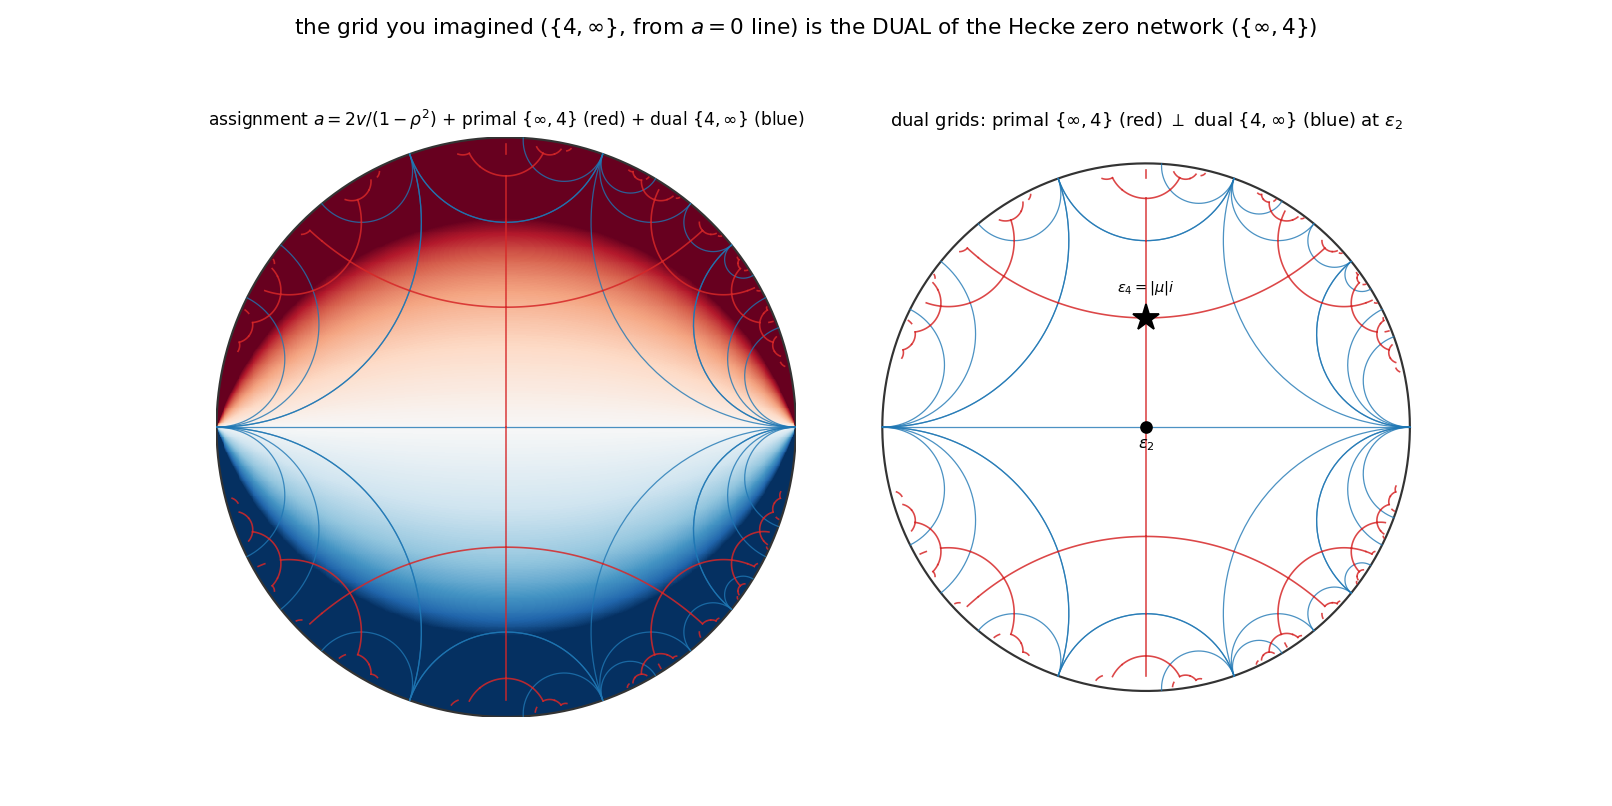 the grid you imagined ({4, ∞}, from a = 0 line) is the DUAL of the Hecke zero network ({∞, 4})
assignment a = 2v/(1 − ρ²) + primal {∞, 4} (red) + dual {4, ∞} (blue)
dual grids: primal {∞, 4} (red) ⊥ dual {4, ∞} (blue) at ε₂
ε₄ = |μ|i
ε₂